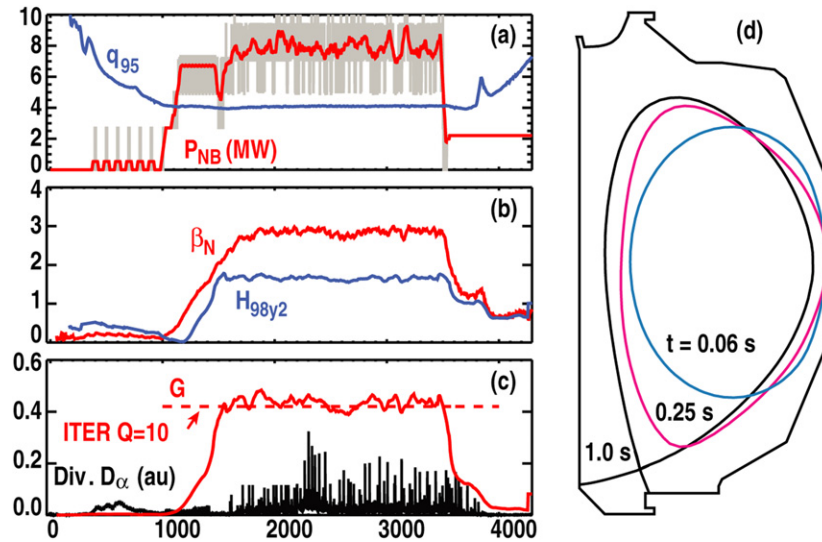 10
8
6
4
2
0
q95
PNB (MW)
(a)
4
3
2
1
0
βN
H98y2
(b)
0.6
0.4
0.2
0.0
G
ITER Q=10
Div. Dα (au)
(c)
0
1000
2000
3000
4000
(d)
t = 0.06 s
0.25 s
1.0 s